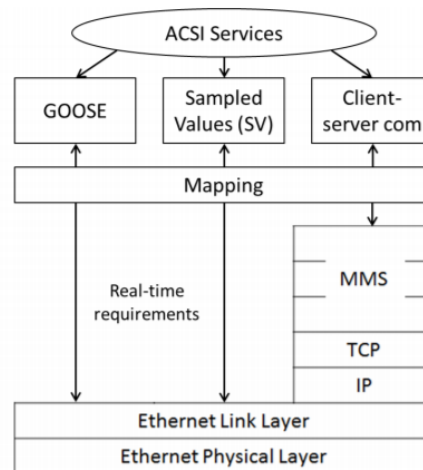 ACSI Services
GOOSE
Sampled
Values (SV)
Client-
server com
Mapping
Real-time
requirements
MMS
TCP
IP
Ethernet Link Layer
Ethernet Physical Layer